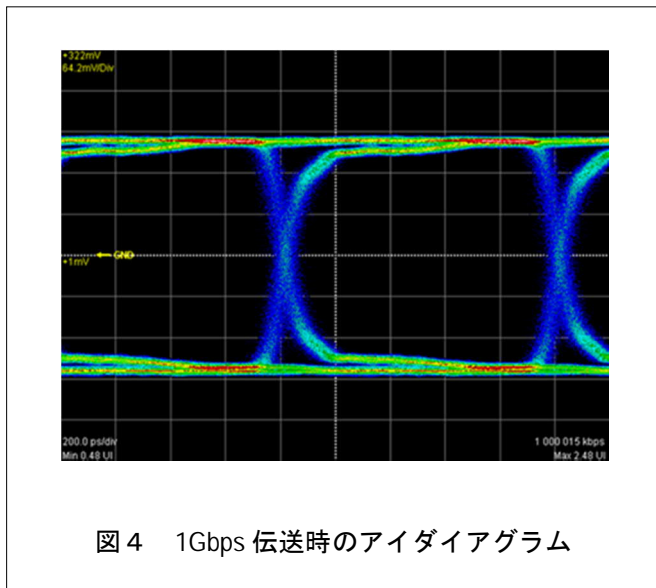 +322mV
64.2mV/Div
+1mV
GND
200.0 ps/div
1 000 015 kbps
Min 0.48 UI
Max 2.48 UI
図４　1Gbps 伝送時のアイダイアグラム